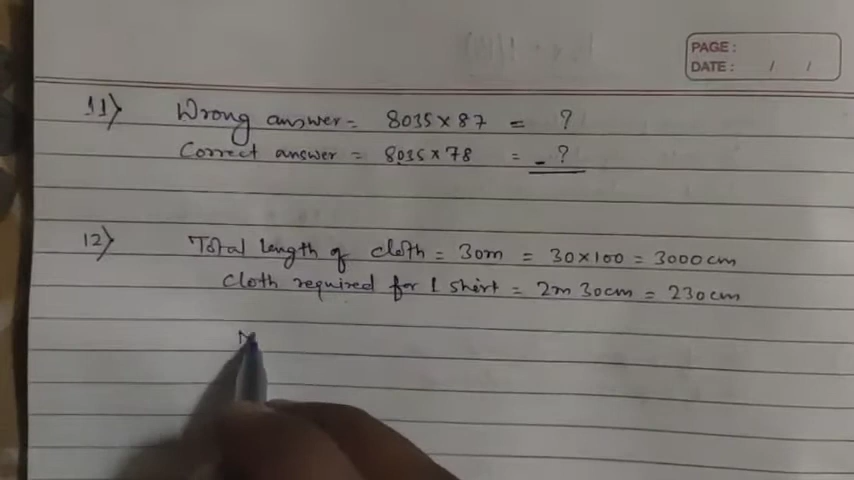 PAGE :
DATE : / /
11) Wrong answer = 8035 × 87 = ?
Correct answer = 8035 × 78 = - ?
12) Total length of cloth = 30m = 30×100 = 3000 cm
Cloth required for 1 shirt = 2m 30cm = 230 cm
N